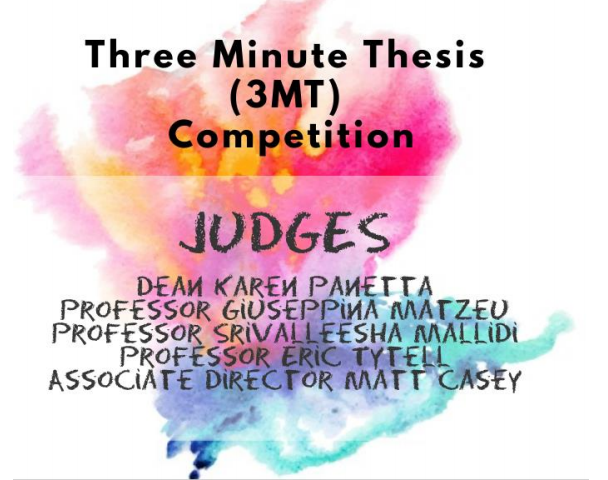 Three Minute Thesis
(3MT)
Competition
JUDGES
DEAN KAREN PANETTA
PROFESSOR GIUSEPPINA MATZEU
PROFESSOR SRIVALLEESHA MALLIDI
PROFESSOR ERIC TYTELL
ASSOCIATE DIRECTOR MATT CASEY